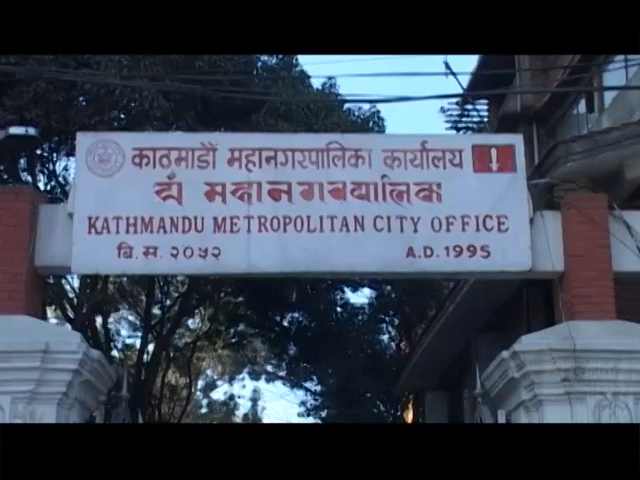 काठमाडौं महानगरपालिका कार्यालय
KATHMANDU METROPOLITAN CITY OFFICE
बि.स. २०५२ A.D. 1995